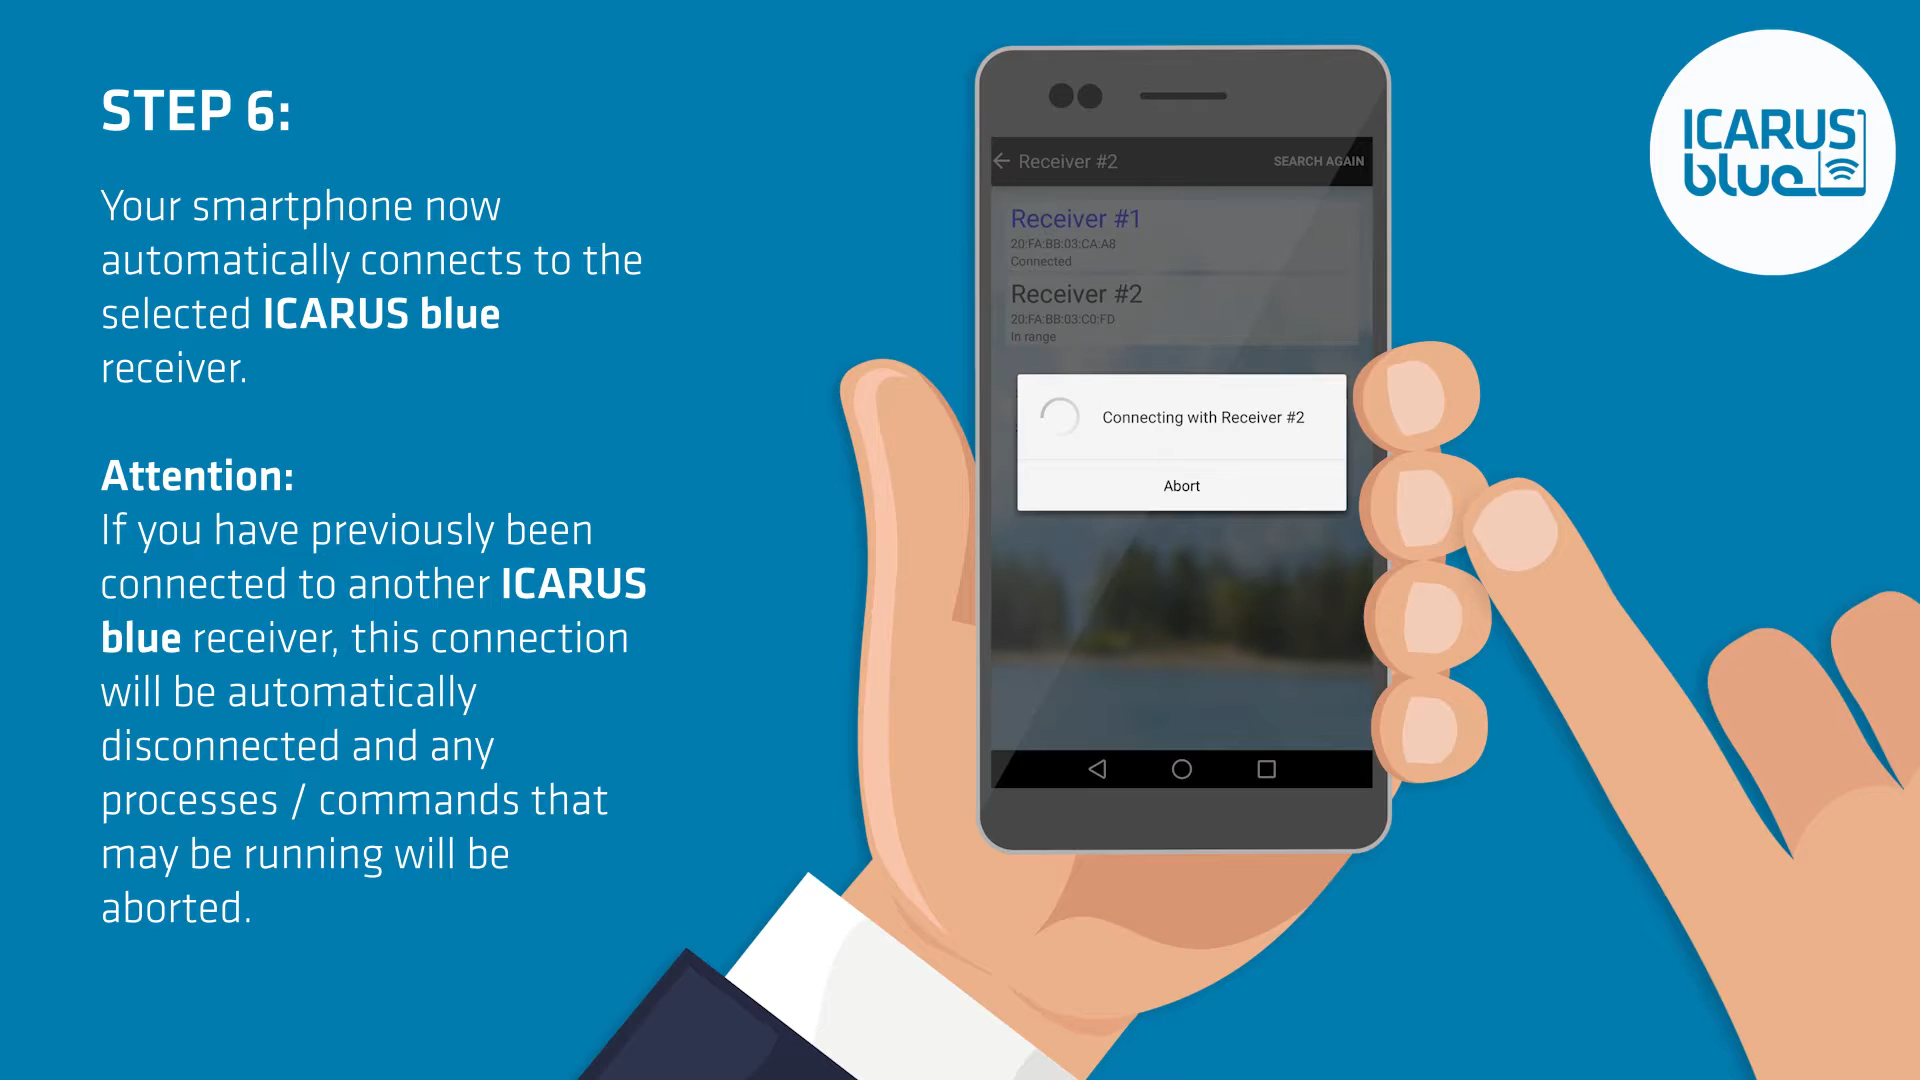 STEP 6:
Your smartphone now
automatically connects to the
selected ICARUS blue
receiver.
Attention:
If you have previously been
connected to another ICARUS
blue receiver, this connection
will be automatically
disconnected and any
processes / commands that
may be running will be
aborted.
Receiver #2
SEARCH AGAIN
Receiver #1
20:FA:BB:03:CA:A8
Connected
Receiver #2
20:FA:BB:03:C0:FD
In range
Connecting with Receiver #2
Abort
ICARUS
blue